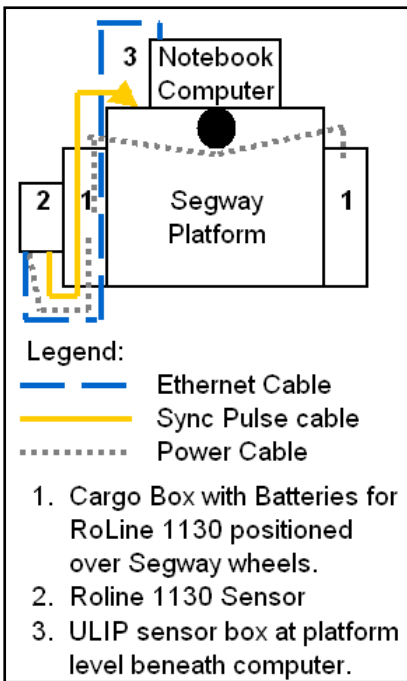 3
Notebook
Computer
2
1
Segway
Platform
1
Legend:
Ethernet Cable
Sync Pulse cable
Power Cable
1. Cargo Box with Batteries for
RoLine 1130 positioned
over Segway wheels.
2. Roline 1130 Sensor
3. ULIP sensor box at platform
level beneath computer.